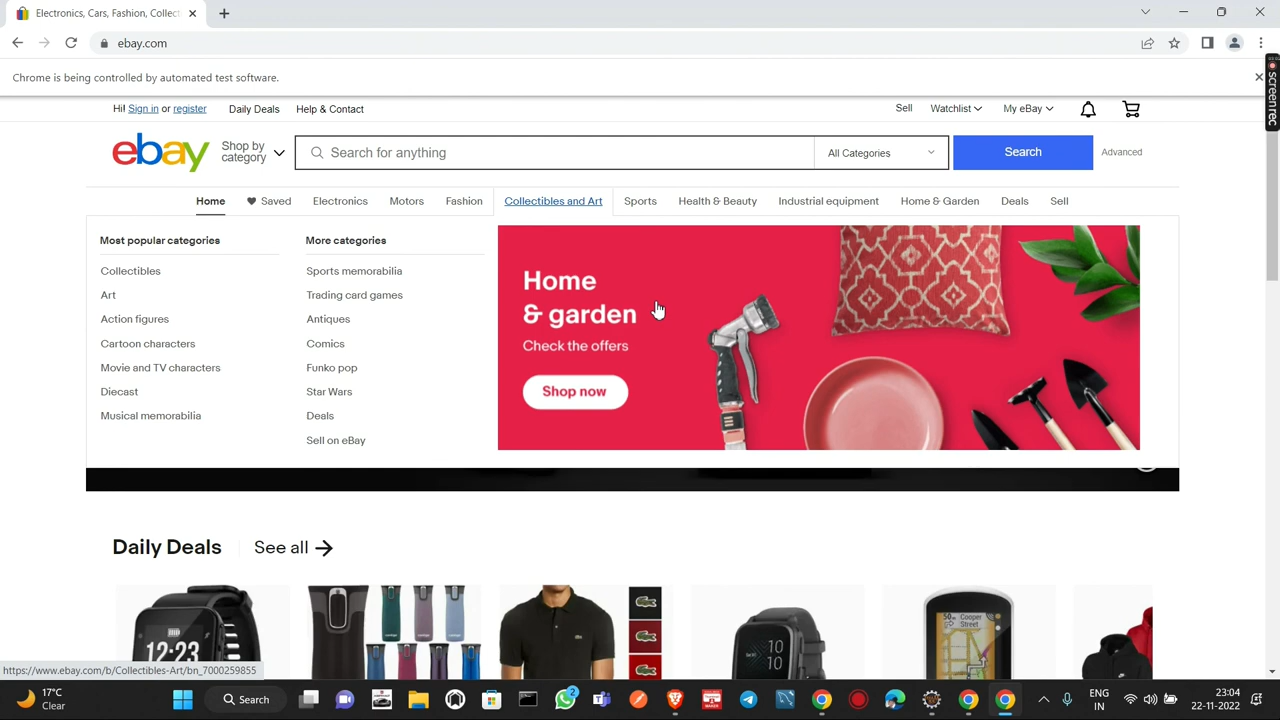 Electronics, Cars, Fashion, Collect
ebay.com
Chrome is being controlled by automated test software.
screen rec
Hi! Sign in or register
Daily Deals
Help & Contact
Sell
Watchlist
My eBay
ebay
Shop by
category
Search for anything
All Categories
Search
Advanced
Home
Saved
Electronics
Motors
Fashion
Collectibles and Art
Sports
Health & Beauty
Industrial equipment
Home & Garden
Deals
Sell
Most popular categories
Collectibles
Art
Action figures
Cartoon characters
Movie and TV characters
Diecast
Musical memorabilia
More categories
Sports memorabilia
Trading card games
Antiques
Comics
Funko pop
Star Wars
Deals
Sell on eBay
Home
& garden
Check the offers
Shop now
Daily Deals
See all
12:23
10
10
Cooper
Street
https://www.ebay.com/b/Collectibles-Art/bn_7000259855
17°C
Clear
Search
2
ENG
IN
23:04
22-11-2022